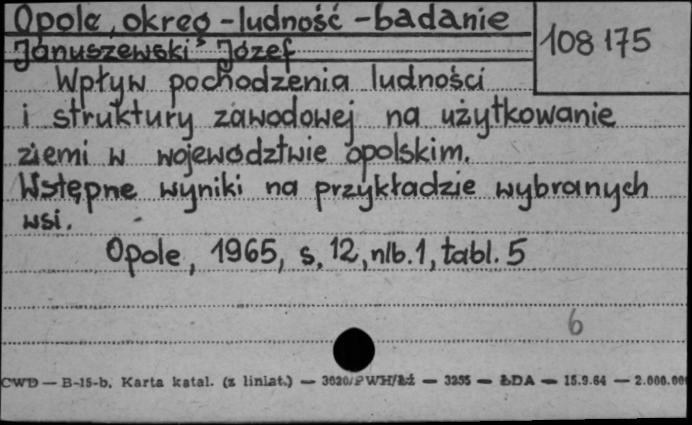 Opole, okręg - ludność - badanie
108 175
Januszewski Józef
Wpływ pochodzenia ludności
i struktury zawodowej na użytkowanie
ziemi w województwie opolskim.
Wstępne wyniki na przykładzie wybranych
wsi.
Opole, 1965, s. 12, nlb. 1, tabl. 5
6
CWD — B-15-b. Karta katal. (z liniat.) — 3020/PWH/Łź — 3255 — ŁDA — 15.9.64 — 2.000.000